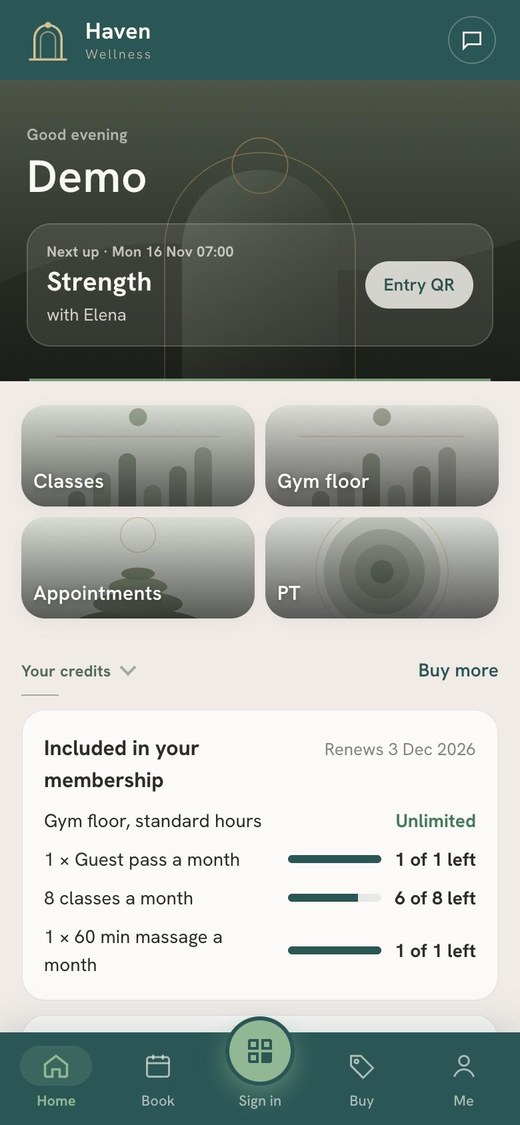 Haven
Wellness
Good evening
Demo
Next up · Mon 16 Nov 07:00
Strength
with Elena
Entry QR
Classes
Gym floor
Appointments
PT
Your credits
Buy more
Included in your
membership
Renews 3 Dec 2026
Gym floor, standard hours
Unlimited
1 × Guest pass a month
1 of 1 left
8 classes a month
6 of 8 left
1 × 60 min massage a
month
1 of 1 left
Home
Book
Sign in
Buy
Me